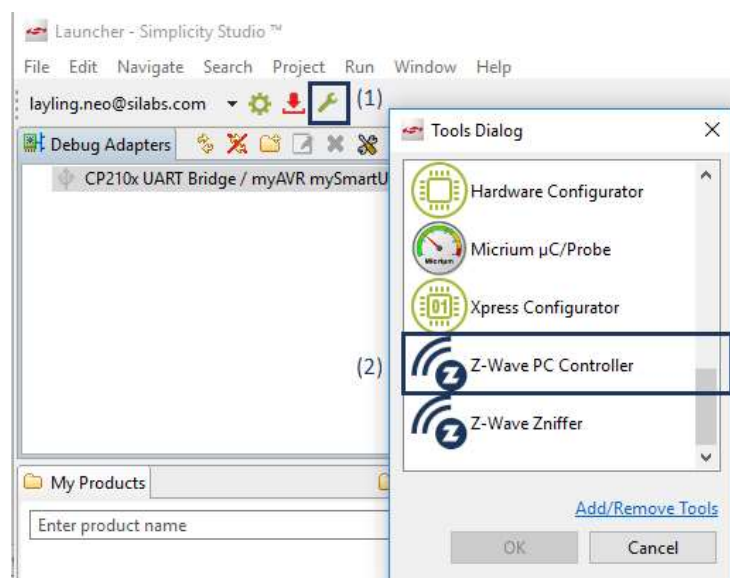 Launcher - Simplicity Studio ™
File Edit Navigate Search Project Run Window Help
layling.neo@silabs.com (1)
Debug Adapters
CP210x UART Bridge / myAVR mySmartU
Tools Dialog
Hardware Configurator
Micrium µC/Probe
01 Xpress Configurator
(2) Z-Wave PC Controller
Z-Wave Zniffer
My Products
Enter product name
Add/Remove Tools
OK Cancel